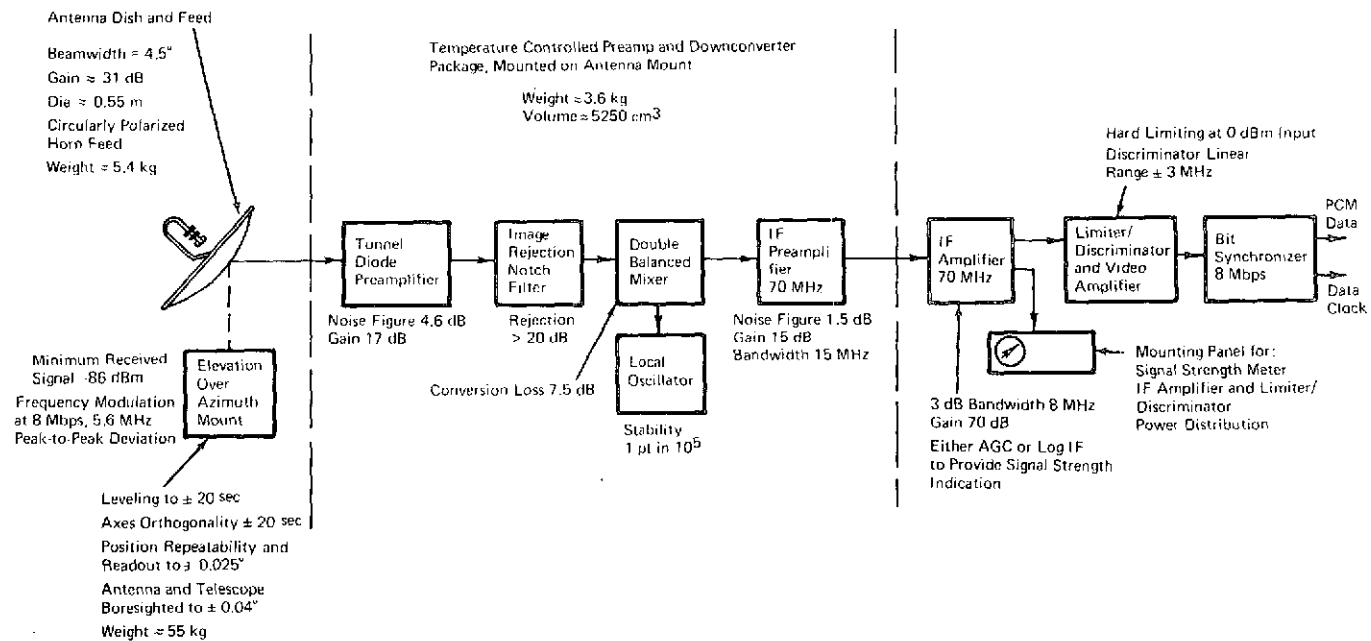 Antenna Dish and Feed
Beamwidth = 4.5°
Gain ≈ 31 dB
Die ≈ 0.55 m
Circularly Polarized
Horn Feed
Weight ≈ 5.4 kg
Temperature Controlled Preamp and Downconverter
Package, Mounted on Antenna Mount
Weight ≈ 3.6 kg
Volume ≈ 5250 cm³
Hard Limiting at 0 dBm Input
Discriminator Linear
Range ± 3 MHz
Tunnel
Diode
Preamplifier
Noise Figure 4.6 dB
Gain 17 dB
Image
Rejection
Notch
Filter
Rejection
> 20 dB
Double
Balanced
Mixer
Conversion Loss 7.5 dB
Local
Oscillator
Stability
1 pt in 10⁵
IF
Preampli
fier
70 MHz
Noise Figure 1.5 dB
Gain 15 dB
Bandwidth 15 MHz
IF
Amplifier
70 MHz
Limiter/
Discriminator
and Video
Amplifier
Bit
Synchronizer
8 Mbps
PCM
Data
Data
Clock
3 dB Bandwidth 8 MHz
Gain 70 dB
Either AGC or Log IF
to Provide Signal Strength
Indication
Mounting Panel for:
Signal Strength Meter
IF Amplifier and Limiter/
Discriminator
Power Distribution
Minimum Received
Signal -86 dBm
Frequency Modulation
at 8 Mbps, 5.6 MHz
Peak-to-Peak Deviation
Elevation
Over
Azimuth
Mount
Leveling to ± 20 sec
Axes Orthogonality ± 20 sec
Position Repeatability and
Readout to ± 0.025°
Antenna and Telescope
Boresighted to ± 0.04°
Weight ≈ 55 kg